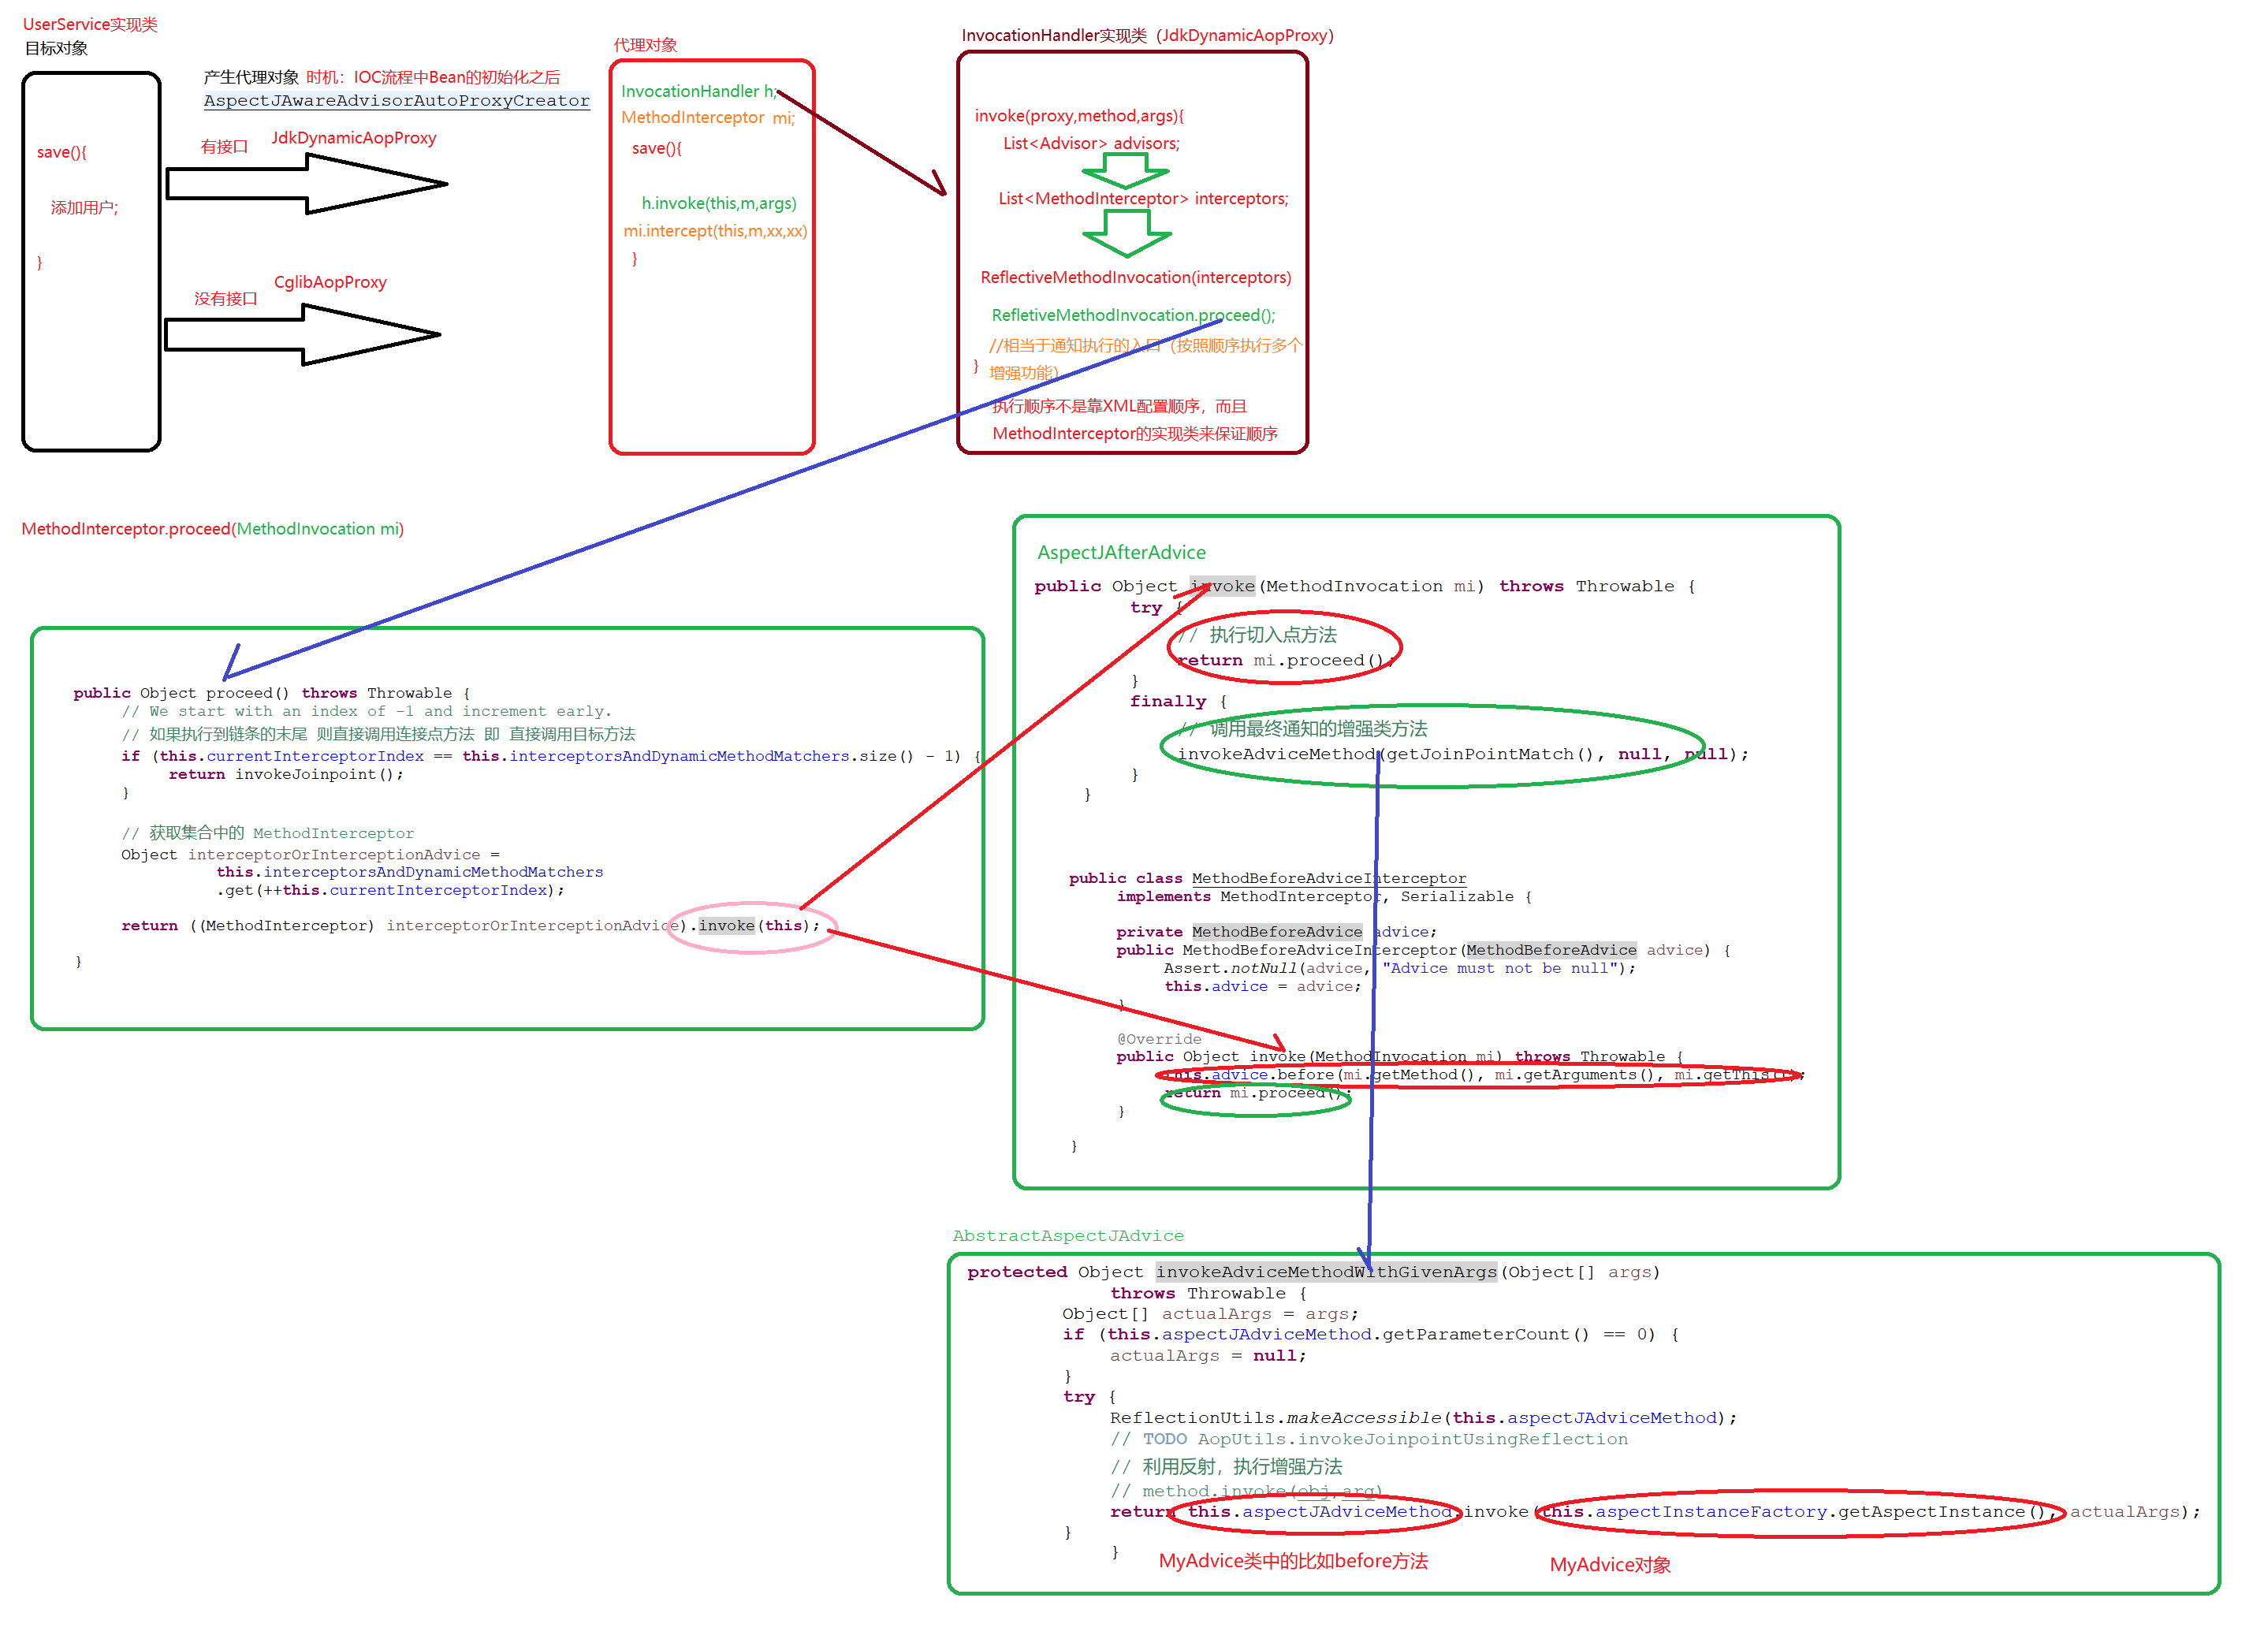 UserService实现类
目标对象
save(){
添加用户;
}
产生代理对象 时机：IOC流程中Bean的初始化之后
AspectJAwareAdvisorAutoProxyCreator
有接口 JdkDynamicAopProxy
没有接口 CglibAopProxy
代理对象
InvocationHandler h;
MethodInterceptor mi;
save(){
h.invoke(this,m,args)
mi.intercept(this,m,xx,xx)
}
InvocationHandler实现类（JdkDynamicAopProxy）
invoke(proxy,method,args){
List<Advisor> advisors;
List<MethodInterceptor> interceptors;
ReflectiveMethodInvocation(interceptors)
RefletiveMethodInvocation.proceed();
//相当于通知执行的入口（按照顺序执行多个
增强功能）
}
执行顺序不是靠XML配置顺序，而且
MethodInterceptor的实现类来保证顺序
MethodInterceptor.proceed(MethodInvocation mi)
public Object proceed() throws Throwable {
// We start with an index of -1 and increment early.
// 如果执行到链条的末尾 则直接调用连接点方法 即 直接调用目标方法
if (this.currentInterceptorIndex == this.interceptorsAndDynamicMethodMatchers.size() - 1) {
return invokeJoinpoint();
}
// 获取集合中的 MethodInterceptor
Object interceptorOrInterceptionAdvice =
this.interceptorsAndDynamicMethodMatchers
.get(++this.currentInterceptorIndex);
return ((MethodInterceptor) interceptorOrInterceptionAdvice).invoke(this);
}
AspectJAfterAdvice
public Object invoke(MethodInvocation mi) throws Throwable {
try {
// 执行切入点方法
return mi.proceed();
}
finally {
// 调用最终通知的增强类方法
invokeAdviceMethod(getJoinPointMatch(), null, null);
}
}
public class MethodBeforeAdviceInterceptor
implements MethodInterceptor, Serializable {
private MethodBeforeAdvice advice;
public MethodBeforeAdviceInterceptor(MethodBeforeAdvice advice) {
Assert.notNull(advice, "Advice must not be null");
this.advice = advice;
}
@Override
public Object invoke(MethodInvocation mi) throws Throwable {
this.advice.before(mi.getMethod(), mi.getArguments(), mi.getThis());
return mi.proceed();
}
}
AbstractAspectJAdvice
protected Object invokeAdviceMethodWithGivenArgs(Object[] args)
throws Throwable {
Object[] actualArgs = args;
if (this.aspectJAdviceMethod.getParameterCount() == 0) {
actualArgs = null;
}
try {
ReflectionUtils.makeAccessible(this.aspectJAdviceMethod);
// TODO AopUtils.invokeJoinpointUsingReflection
// 利用反射，执行增强方法
// method.invoke(obj,arg)
return this.aspectJAdviceMethod.invoke(this.aspectInstanceFactory.getAspectInstance(), actualArgs);
}
}
MyAdvice类中的比如before方法
MyAdvice对象